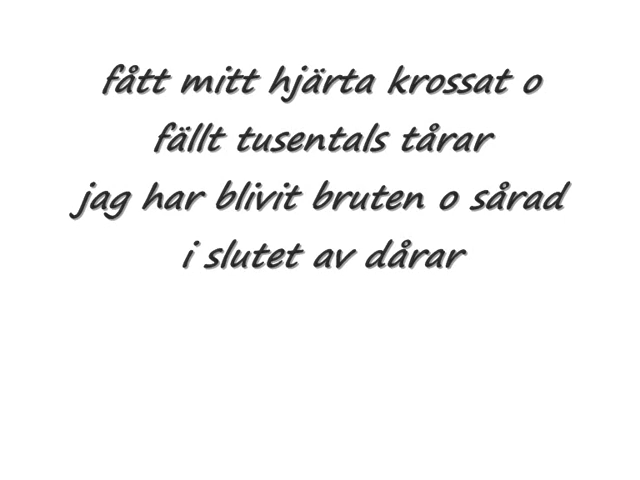 fått mitt hjärta krossat o
fällt tusentals tårar
jag har blivit bruten o sårad
i slutet av dårar